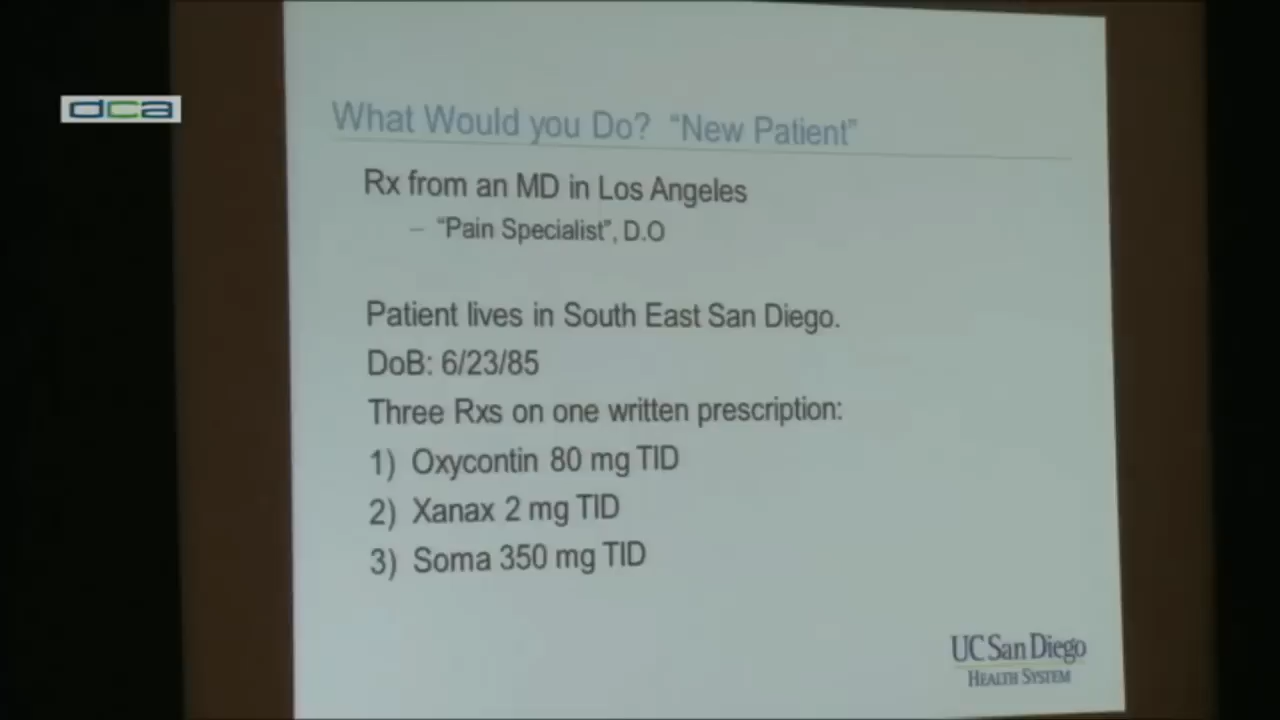 dca
What Would you Do? “New Patient”
Rx from an MD in Los Angeles
– “Pain Specialist”, D.O
Patient lives in South East San Diego.
DoB: 6/23/85
Three Rxs on one written prescription:
1) Oxycontin 80 mg TID
2) Xanax 2 mg TID
3) Soma 350 mg TID
UC San Diego
HEALTH SYSTEM